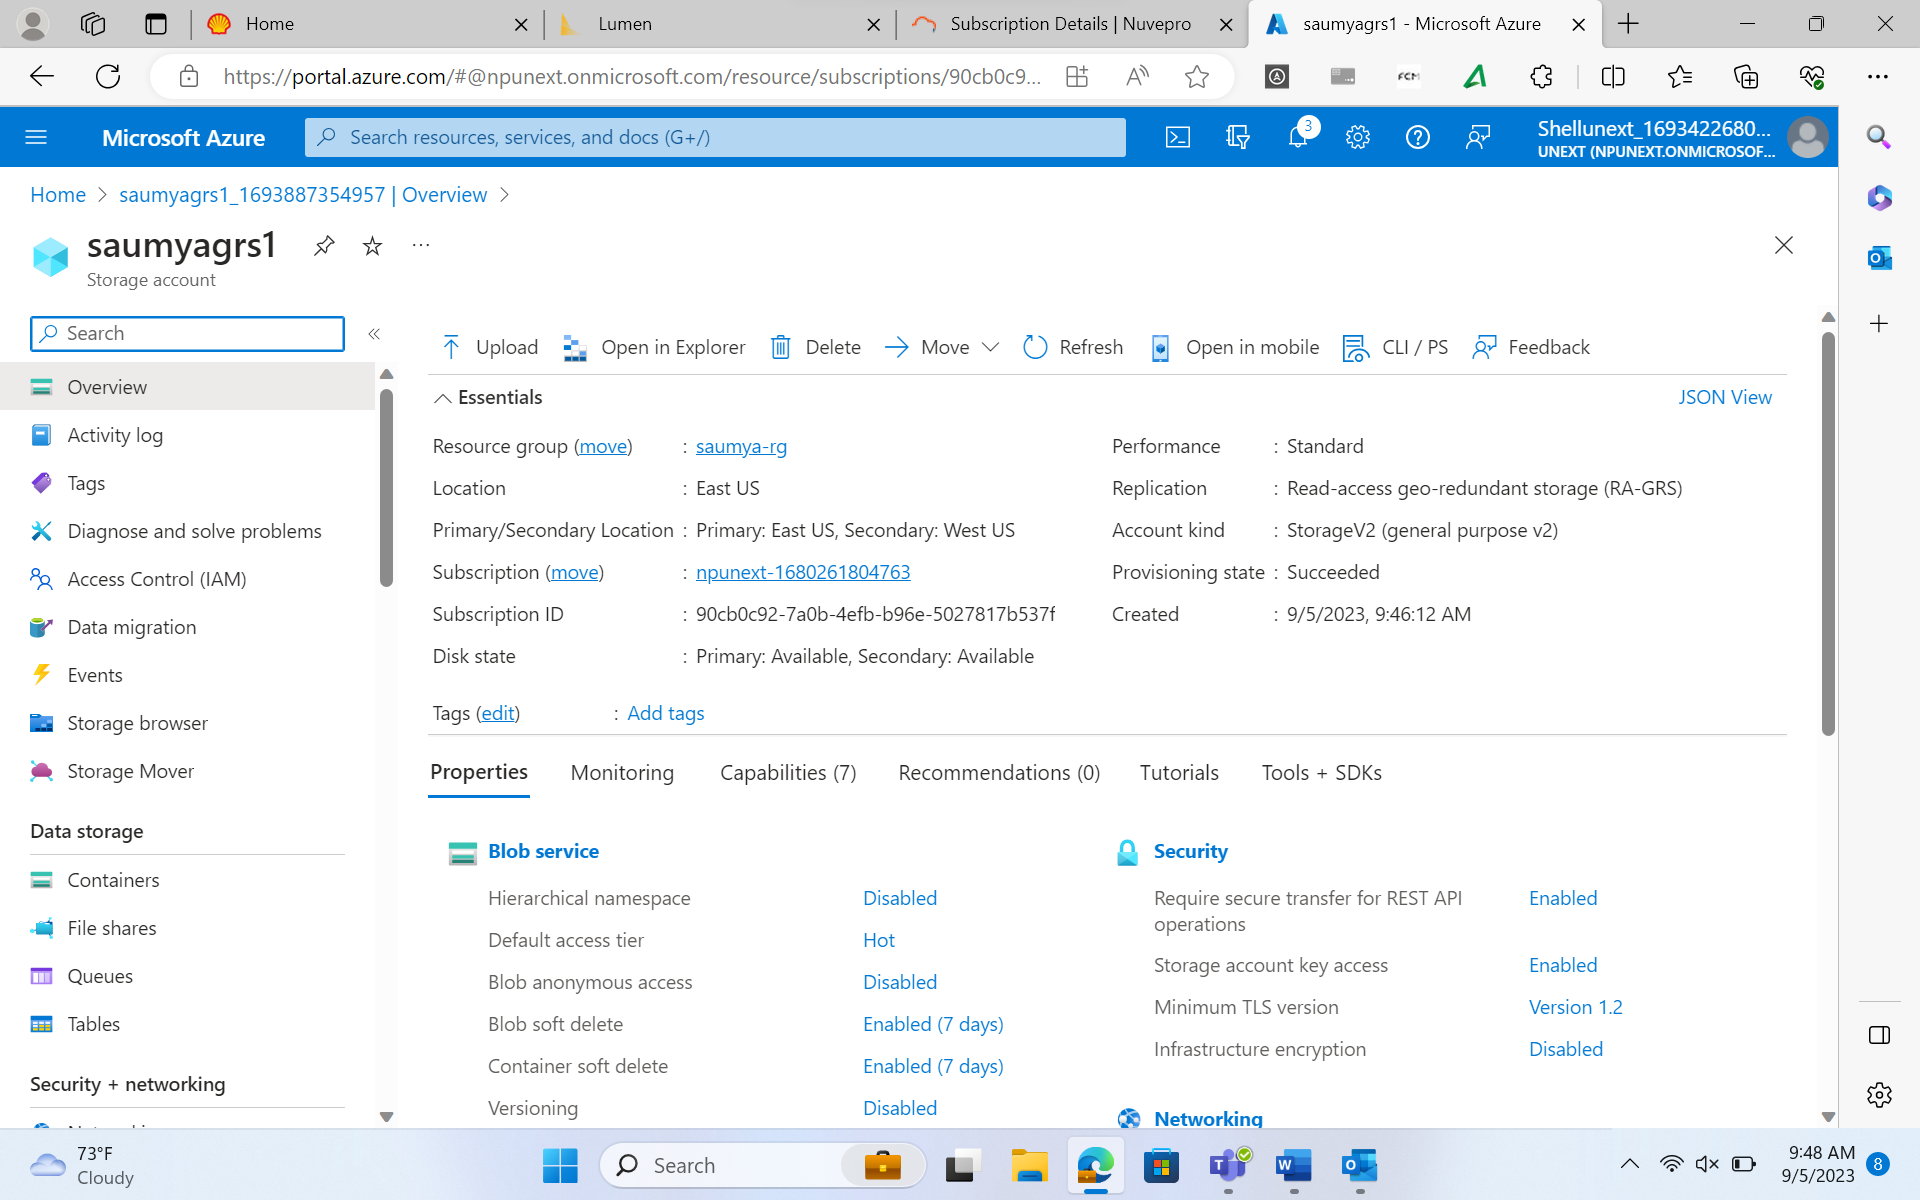 Home
Lumen
Subscription Details | Nuvepro
saumyagrs1 - Microsoft Azure
https://portal.azure.com/#@npunext.onmicrosoft.com/resource/subscriptions/90cb0c9...
FCM
Microsoft Azure
Search resources, services, and docs (G+/)
3
Shellunext_1693422680...
UNEXT (NPUNEXT.ONMICROSOF...
Home > saumyagrs1_1693887354957 | Overview >
saumyagrs1
Storage account
Search
Overview
Activity log
Tags
Diagnose and solve problems
Access Control (IAM)
Data migration
Events
Storage browser
Storage Mover
Data storage
Containers
File shares
Queues
Tables
Security + networking
Upload Open in Explorer Delete Move Refresh Open in mobile CLI / PS Feedback
Essentials
JSON View
Resource group (move) : saumya-rg
Location : East US
Primary/Secondary Location : Primary: East US, Secondary: West US
Subscription (move) : npunext-1680261804763
Subscription ID : 90cb0c92-7a0b-4efb-b96e-5027817b537f
Disk state : Primary: Available, Secondary: Available
Performance : Standard
Replication : Read-access geo-redundant storage (RA-GRS)
Account kind : StorageV2 (general purpose v2)
Provisioning state : Succeeded
Created : 9/5/2023, 9:46:12 AM
Tags (edit) : Add tags
Properties Monitoring Capabilities (7) Recommendations (0) Tutorials Tools + SDKs
Blob service
Hierarchical namespace Disabled
Default access tier Hot
Blob anonymous access Disabled
Blob soft delete Enabled (7 days)
Container soft delete Enabled (7 days)
Versioning Disabled
Security
Require secure transfer for REST API Enabled
operations
Storage account key access Enabled
Minimum TLS version Version 1.2
Infrastructure encryption Disabled
Networking
73°F
Cloudy
Search
9:48 AM
9/5/2023
8